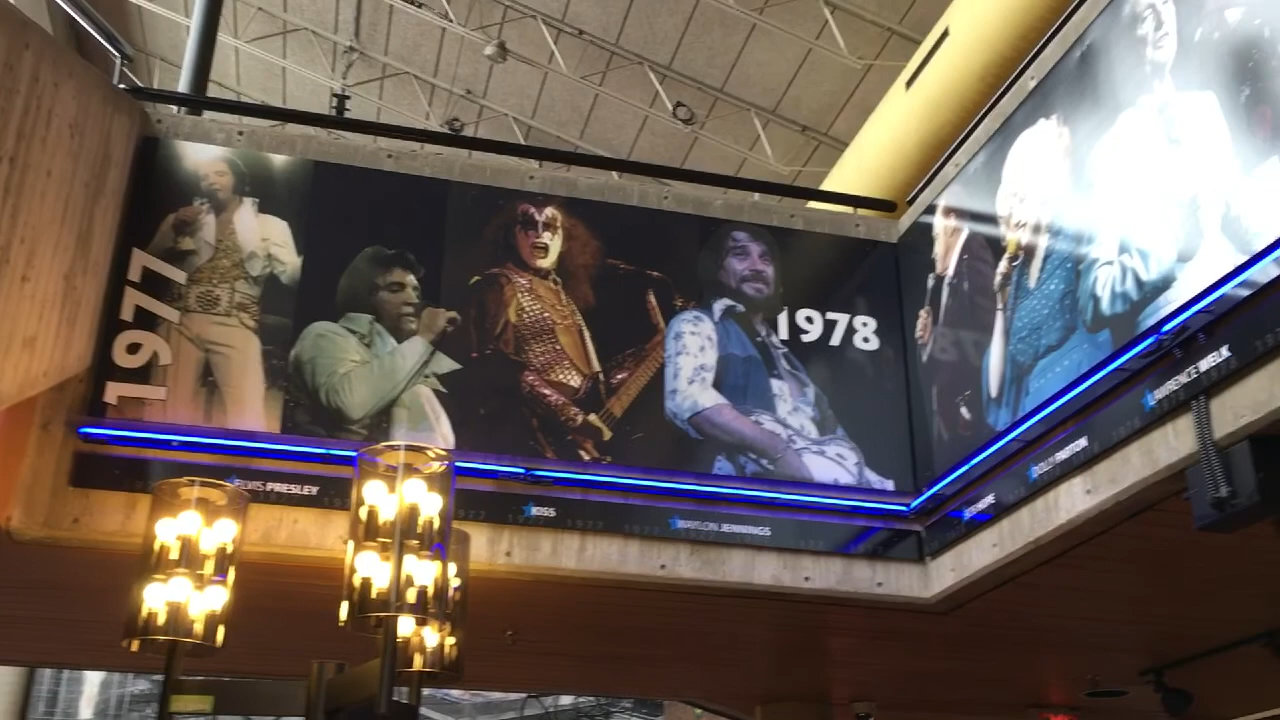 1977
1978
ELVIS PRESLEY
KISS
WAYLON JENNINGS
DOLLY PARTON
LAWRENCE WELK